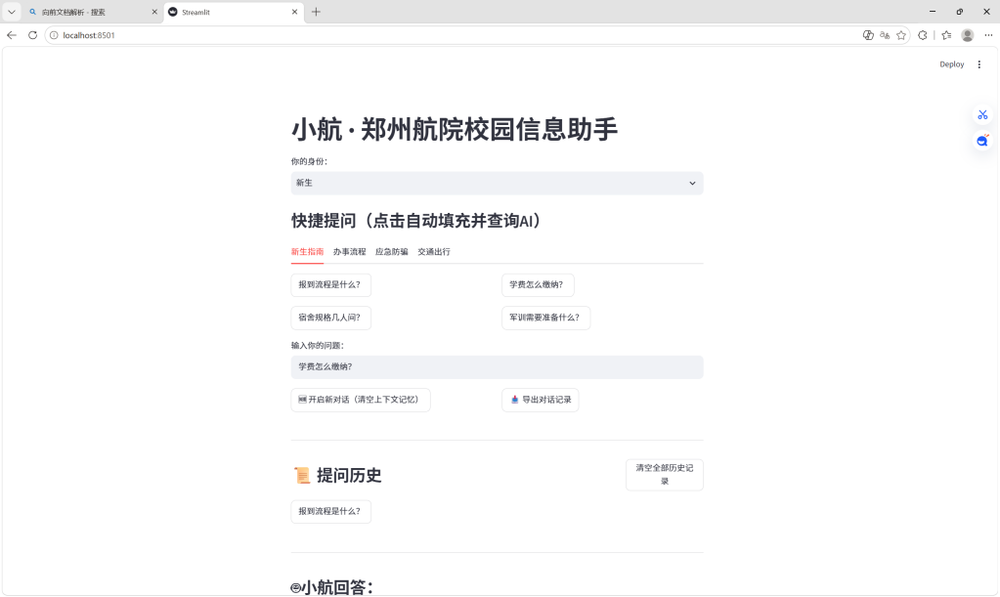 向前文档解析 - 搜索
Streamlit
localhost:8501
Deploy
小航 · 郑州航院校园信息助手
你的身份：
新生
快捷提问（点击自动填充并查询AI）
新生指南 办事流程 应急防骗 交通出行
报到流程是什么？ 学费怎么缴纳？
宿舍规格几人间？ 军训需要准备什么？
输入你的问题：
学费怎么缴纳？
开启新对话（清空上下文记忆） 导出对话记录
提问历史
清空全部历史记
录
报到流程是什么？
小航回答：